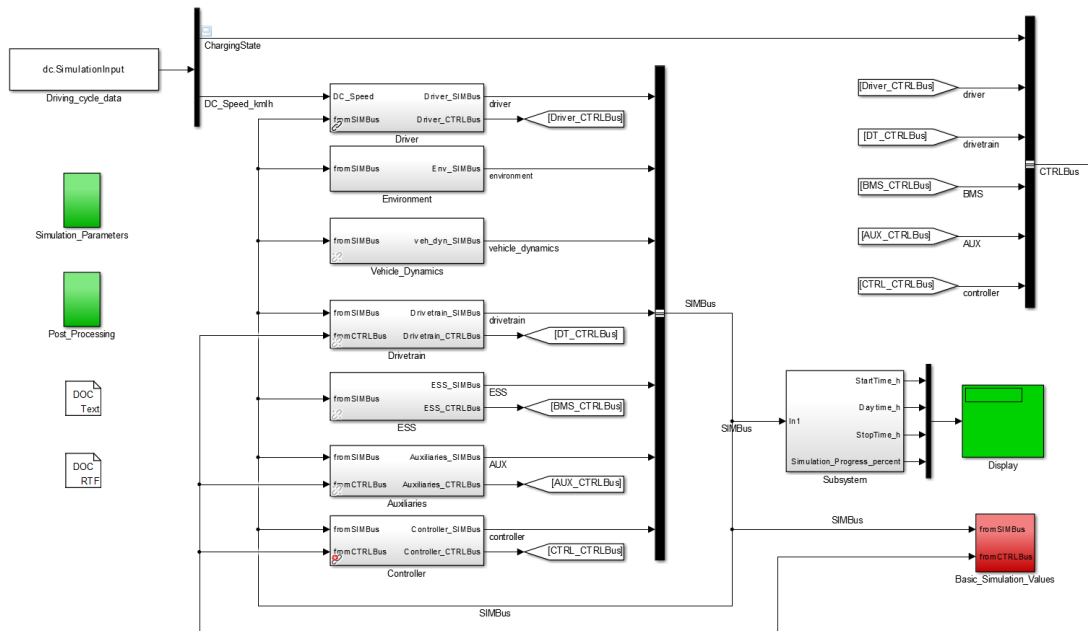 ChargingState
dc.SimulationInput
Driving_cycle_data
DC_Speed_kmlh
DC_Speed
Driver_SIMBus
driver
fromSIMBus
Driver_CTRLBus
[Driver_CTRLBus]
Driver
fromSIMBus
Env_SIMBus
environment
Environment
fromSIMBus
veh_dyn_SIMBus
vehicle_dynamics
Vehicle_Dynamics
fromSIMBus
Drivetrain_SIMBus
drivetrain
fromCTRLBus
Drivetrain_CTRLBus
[DT_CTRLBus]
Drivetrain
fromSIMBus
ESS_SIMBus
ESS
ESS_CTRLBus
[BMS_CTRLBus]
ESS
fromSIMBus
Auxiliaries_SIMBus
AUX
fromCTRLBus
Auxiliaries_CTRLBus
[AUX_CTRLBus]
Auxiliaries
fromSIMBus
Controller_SIMBus
controller
fromCTRLBus
Controller_CTRLBus
[CTRL_CTRLBus]
Controller
Simulation_Parameters
Post_Processing
DOC
Text
DOC
RTF
[Driver_CTRLBus]
driver
[DT_CTRLBus]
drivetrain
[BMS_CTRLBus]
BMS
[AUX_CTRLBus]
AUX
[CTRL_CTRLBus]
controller
CTRLBus
SIMBus
SIMBus
In1
StartTime_h
Daytime_h
StopTime_h
Simulation_Progress_percent
Subsystem
Display
SIMBus
fromSIMBus
fromCTRLBus
Basic_Simulation_Values
SIMBus